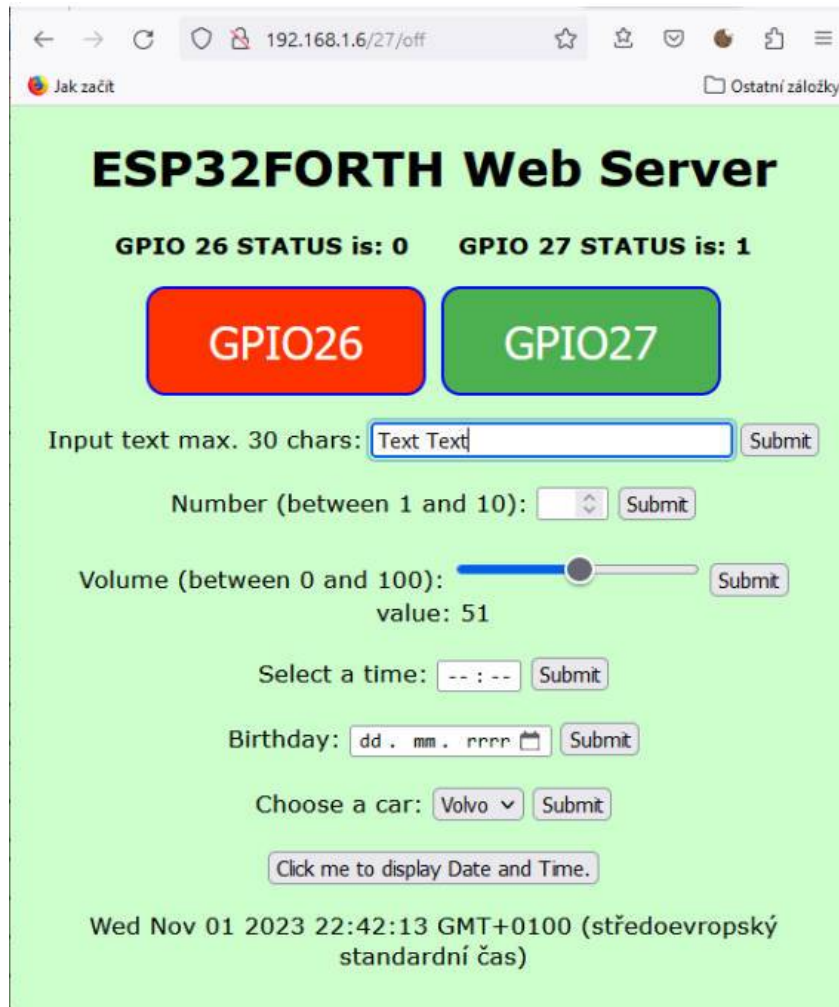 192.168.1.6/27/off
Jak začít Ostatní záložky
ESP32FORTH Web Server
GPIO 26 STATUS is: 0 GPIO 27 STATUS is: 1
GPIO26 GPIO27
Input text max. 30 chars: Text Text Submit
Number (between 1 and 10): Submit
Volume (between 0 and 100): Submit
value: 51
Select a time: -- : -- Submit
Birthday: dd . mm . rrrr Submit
Choose a car: Volvo Submit
Click me to display Date and Time.
Wed Nov 01 2023 22:42:13 GMT+0100 (středoevropský
standardní čas)